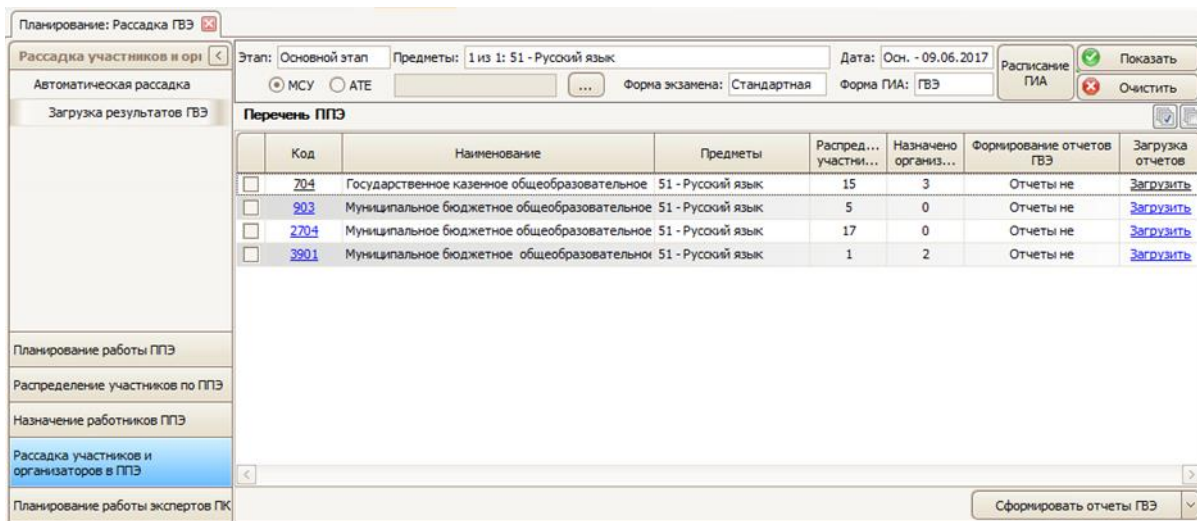 Планирование: Рассадка ГВЭ
Рассадка участников и орг
Автоматическая рассадка
Загрузка результатов ГВЭ
Планирование работы ППЭ
Распределение участников по ППЭ
Назначение работников ППЭ
Рассадка участников и
организаторов в ППЭ
Планирование работы экспертов ПК
Этап: Основной этап Предметы: 1 из 1: 51 - Русский язык Дата: Осн. - 09.06.2017
МСУ АТЕ ... Форма экзамена: Стандартная Форма ГИА: ГВЭ
Расписание
ГИА
Показать
Очистить
Перечень ППЭ
Код Наименование Предметы Распред... участни... Назначено организ... Формирование отчетов ГВЭ Загрузка отчетов
704 Государственное казенное общеобразовательное 51 - Русский язык 15 3 Отчеты не Загрузить
903 Муниципальное бюджетное общеобразовательное 51 - Русский язык 5 0 Отчеты не Загрузить
2704 Муниципальное бюджетное общеобразовательное 51 - Русский язык 17 0 Отчеты не Загрузить
3901 Муниципальное бюджетное общеобразовательное 51 - Русский язык 1 2 Отчеты не Загрузить
Сформировать отчеты ГВЭ